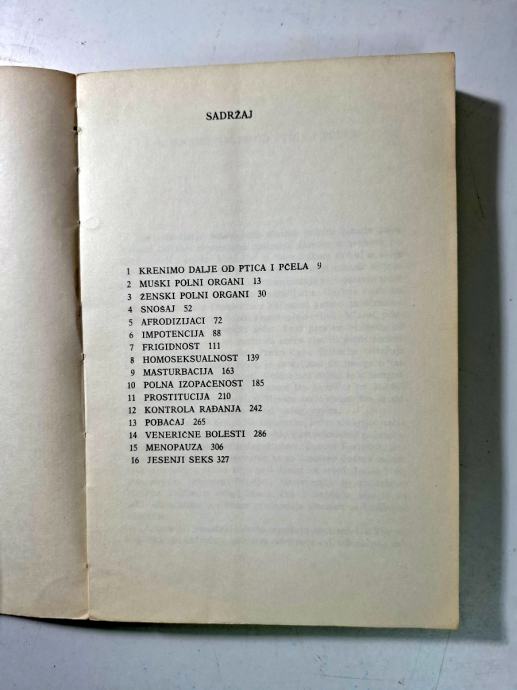 SADRŽAJ
1 KRENIMO DALJE OD PTICA I PČELA 9
2 MUŠKI POLNI ORGANI 13
3 ŽENSKI POLNI ORGANI 30
4 SNOŠAJ 52
5 AFRODIZIJACI 72
6 IMPOTENCIJA 88
7 FRIGIDNOST 111
8 HOMOSEKSUALNOST 139
9 MASTURBACIJA 163
10 POLNA IZOPAČENOST 185
11 PROSTITUCIJA 210
12 KONTROLA RAĐANJA 242
13 POBAČAJ 265
14 VENERIČNE BOLESTI 286
15 MENOPAUZA 306
16 JESENJI SEKS 327